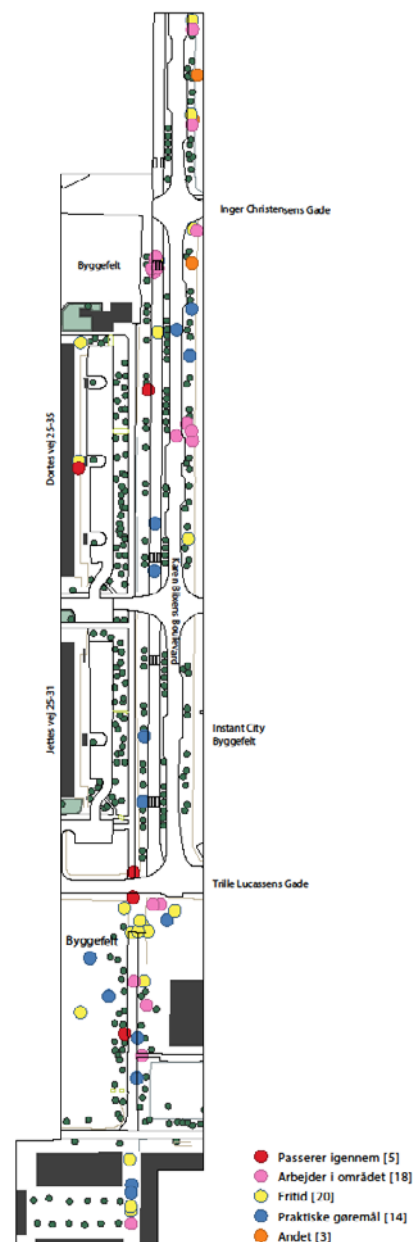 Inger Christensens Gade
Byggefelt
Dortes vej 25-35
Karen Blixens Boulevard
Jettes vej 25-31
Instant City
Byggefelt
Trille Lucassens Gade
Byggefelt
Passerer igennem [5]
Arbejder i området [18]
Fritid [20]
Praktiske gøremål [14]
Andet [3]